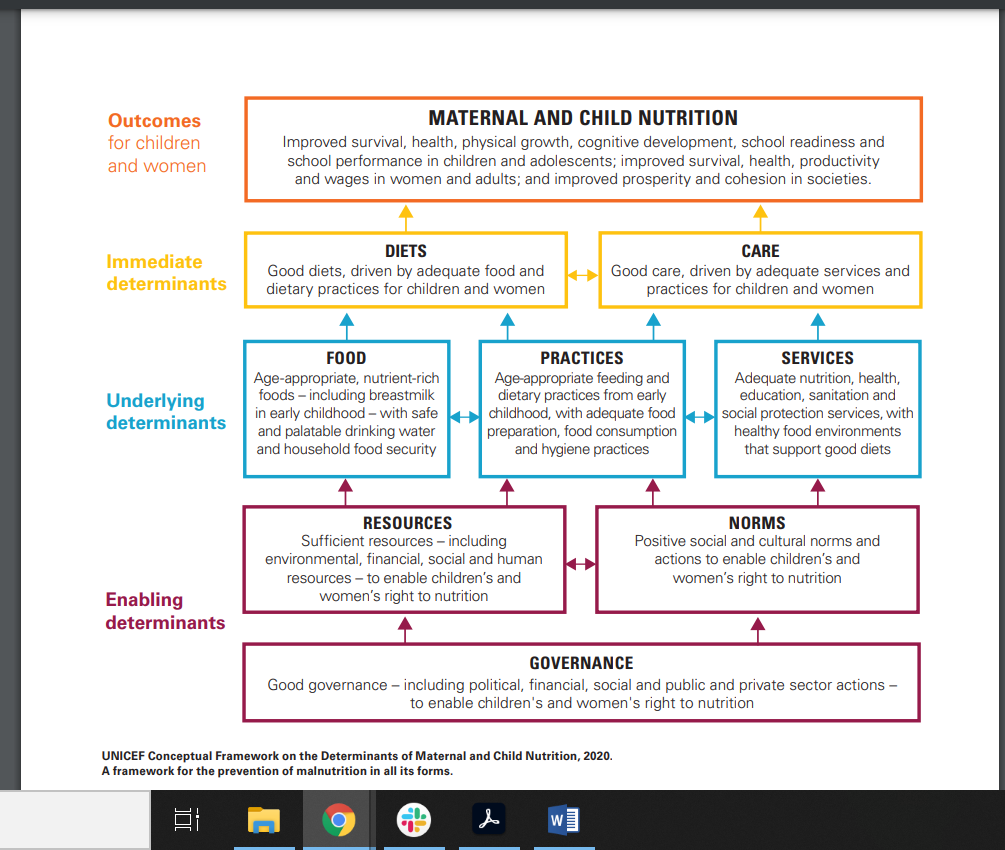 Outcomes
for children
and women
MATERNAL AND CHILD NUTRITION
Improved survival, health, physical growth, cognitive development, school readiness and
school performance in children and adolescents; improved survival, health, productivity
and wages in women and adults; and improved prosperity and cohesion in societies.
Immediate
determinants
DIETS
Good diets, driven by adequate food and
dietary practices for children and women
CARE
Good care, driven by adequate services and
practices for children and women
Underlying
determinants
FOOD
Age-appropriate, nutrient-rich
foods – including breastmilk
in early childhood – with safe
and palatable drinking water
and household food security
PRACTICES
Age-appropriate feeding and
dietary practices from early
childhood, with adequate food
preparation, food consumption
and hygiene practices
SERVICES
Adequate nutrition, health,
education, sanitation and
social protection services, with
healthy food environments
that support good diets
Enabling
determinants
RESOURCES
Sufficient resources – including
environmental, financial, social and human
resources – to enable children’s and
women’s right to nutrition
NORMS
Positive social and cultural norms and
actions to enable children’s and
women’s right to nutrition
GOVERNANCE
Good governance – including political, financial, social and public and private sector actions –
to enable children's and women's right to nutrition
UNICEF Conceptual Framework on the Determinants of Maternal and Child Nutrition, 2020.
A framework for the prevention of malnutrition in all its forms.
W